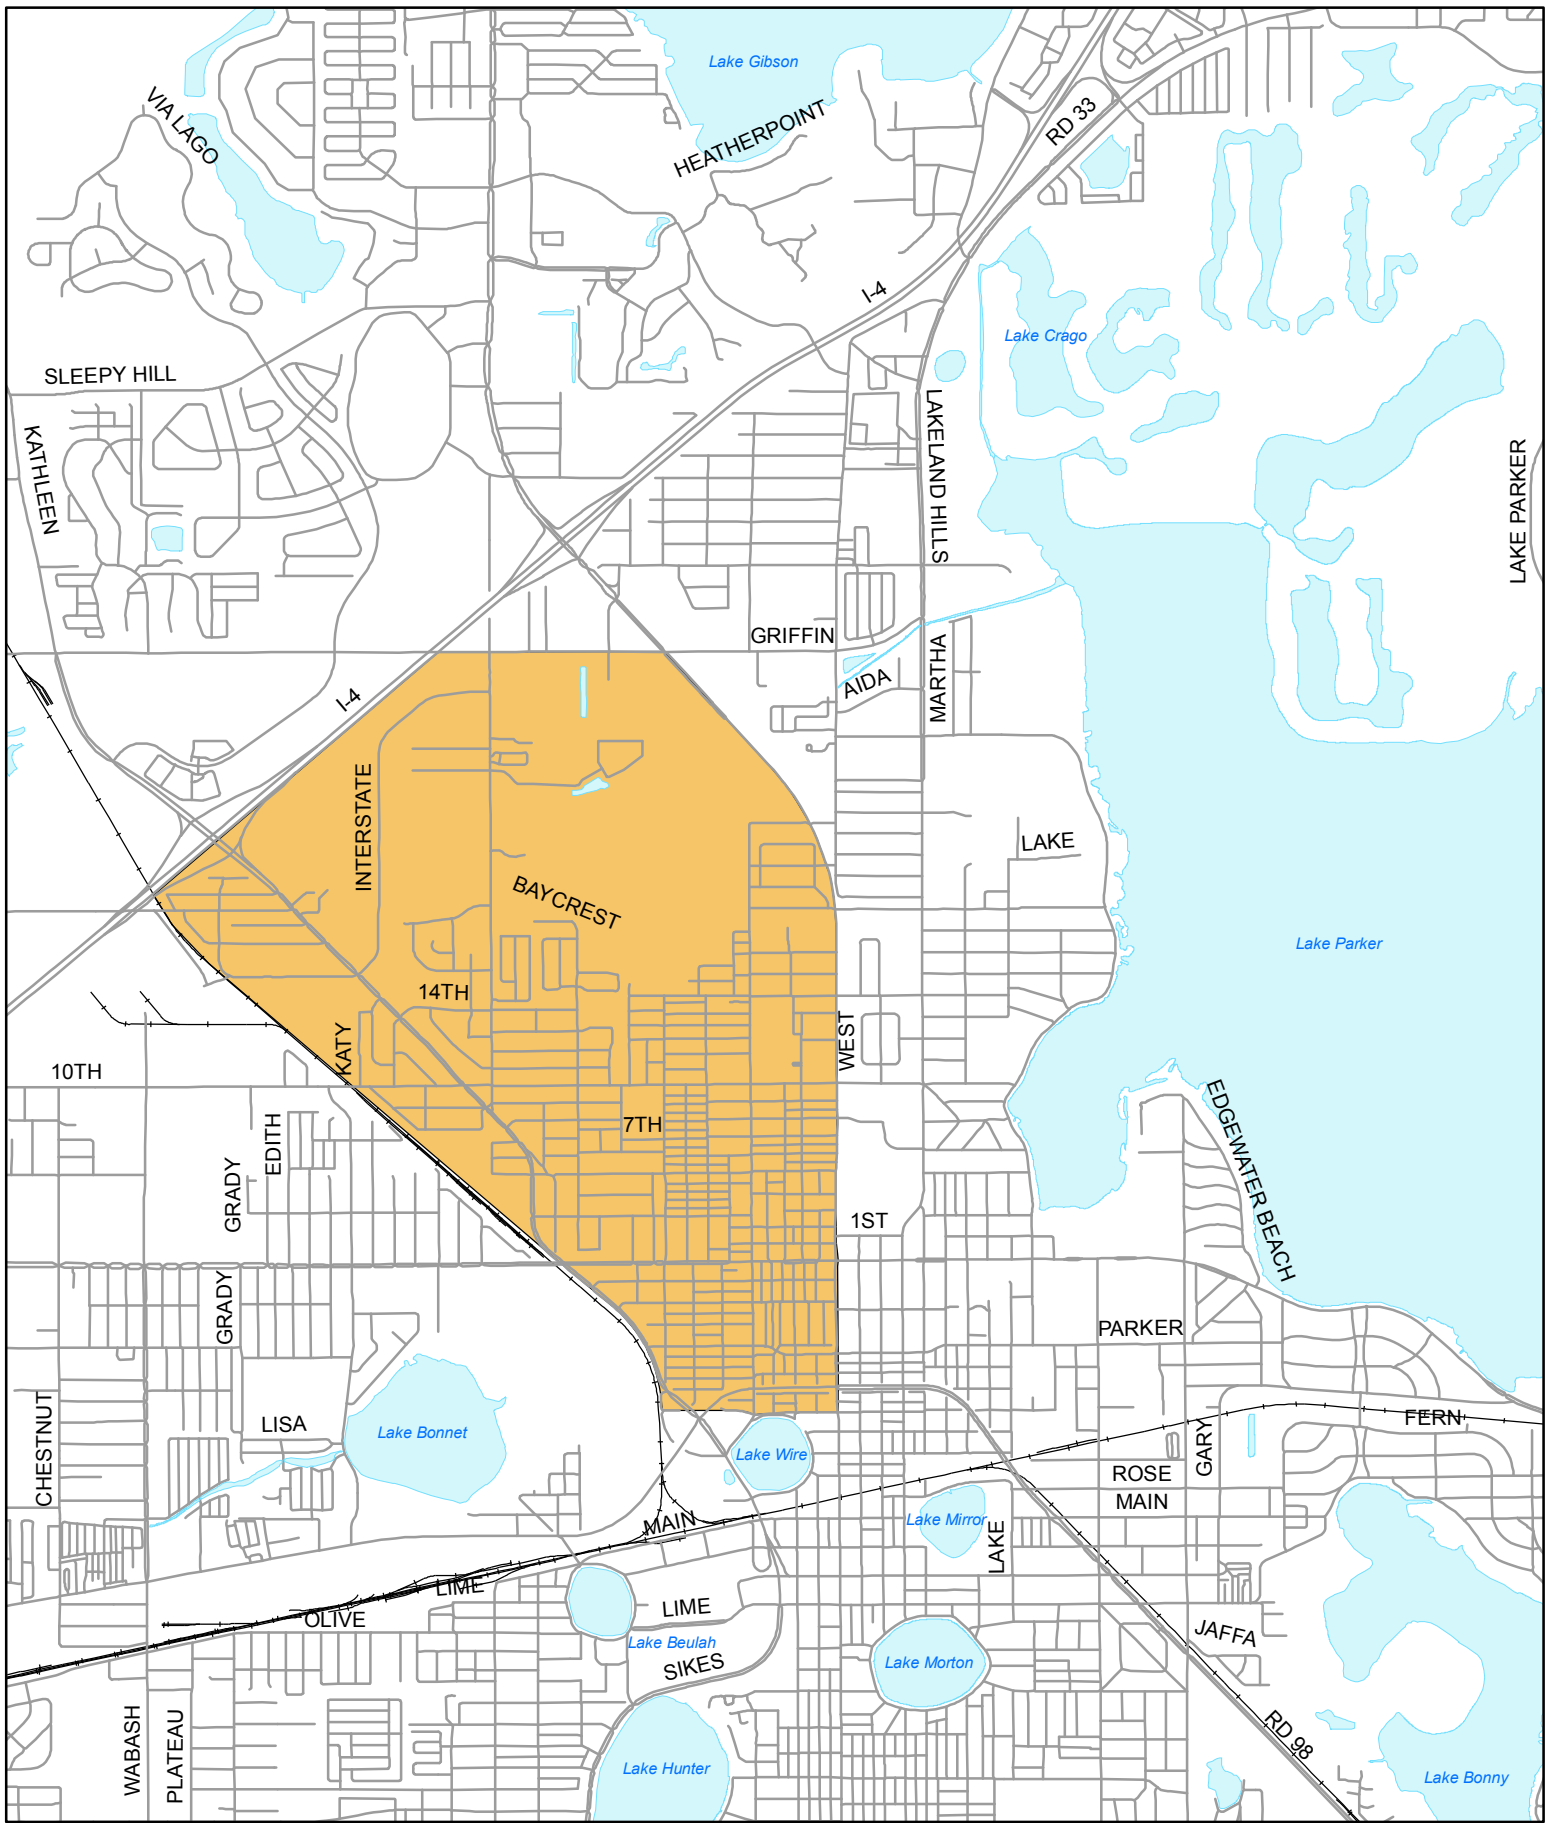 Lake Gibson
VIA LAGO
HEATHERPOINT
RD 33
I-4
Lake Crago
SLEEPY HILL
KATHLEEN
LAKELAND HILLS
LAKE PARKER
GRIFFIN
AIDA
MARTHA
I-4
INTERSTATE
LAKE
BAYCREST
Lake Parker
14TH
KATY
WEST
10TH
EDITH
7TH
EDGEWATER BEACH
GRADY
1ST
GRADY
PARKER
CHESTNUT
LISA
Lake Bonnet
Lake Wire
GARY
FERN
ROSE
MAIN
MAIN
Lake Mirror
LAKE
LIME
OLIVE
LIME
Lake Beulah
SIKES
Lake Morton
JAFFA
WABASH
PLATEAU
RD 98
Lake Hunter
Lake Bonny